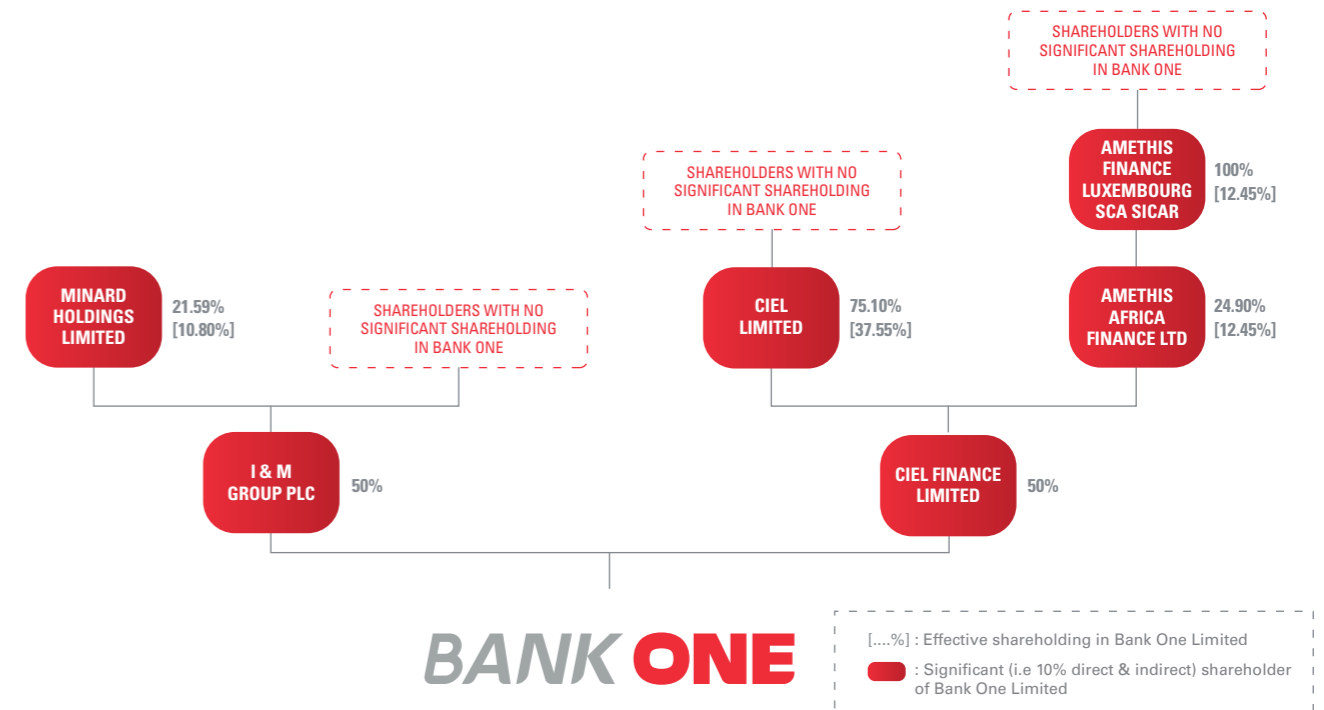 SHAREHOLDERS WITH NO
SIGNIFICANT SHAREHOLDING
IN BANK ONE
AMETHIS
FINANCE
LUXEMBOURG
SCA SICAR
100%
[12.45%]
SHAREHOLDERS WITH NO
SIGNIFICANT SHAREHOLDING
IN BANK ONE
MINARD
HOLDINGS
LIMITED
21.59%
[10.80%]
SHAREHOLDERS WITH NO
SIGNIFICANT SHAREHOLDING
IN BANK ONE
CIEL
LIMITED
75.10%
[37.55%]
AMETHIS
AFRICA
FINANCE LTD
24.90%
[12.45%]
I & M
GROUP PLC
50%
CIEL FINANCE
LIMITED
50%
BANK ONE
[....%] : Effective shareholding in Bank One Limited
: Significant (i.e 10% direct & indirect) shareholder
of Bank One Limited